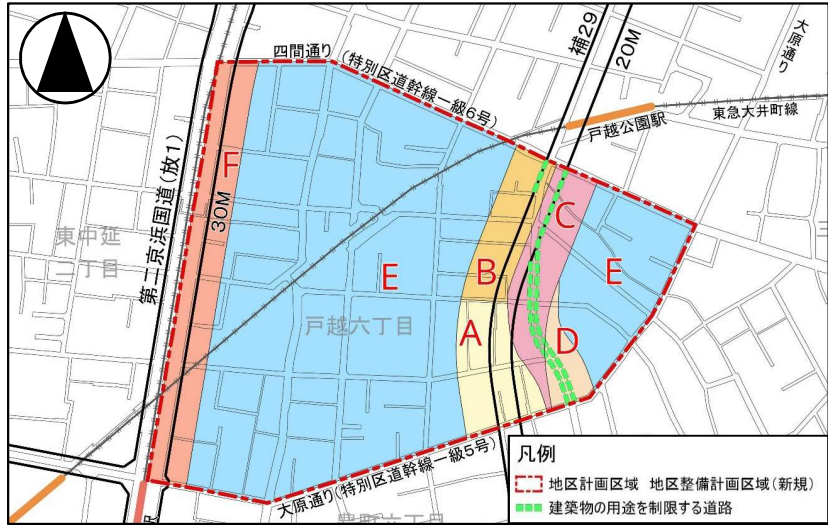 四間通り(特別区道幹線一級6号)
補29
20M
大原通り
東急大井町線
戸越公園駅
F
30M
第二京浜国道(放1)
東中延
二丁目
E
戸越六丁目
B
A
C
D
E
大原通り(特別区道幹線一級5号)
豊町六丁目
凡例
地区計画区域 地区整備計画区域(新規)
建築物の用途を制限する道路